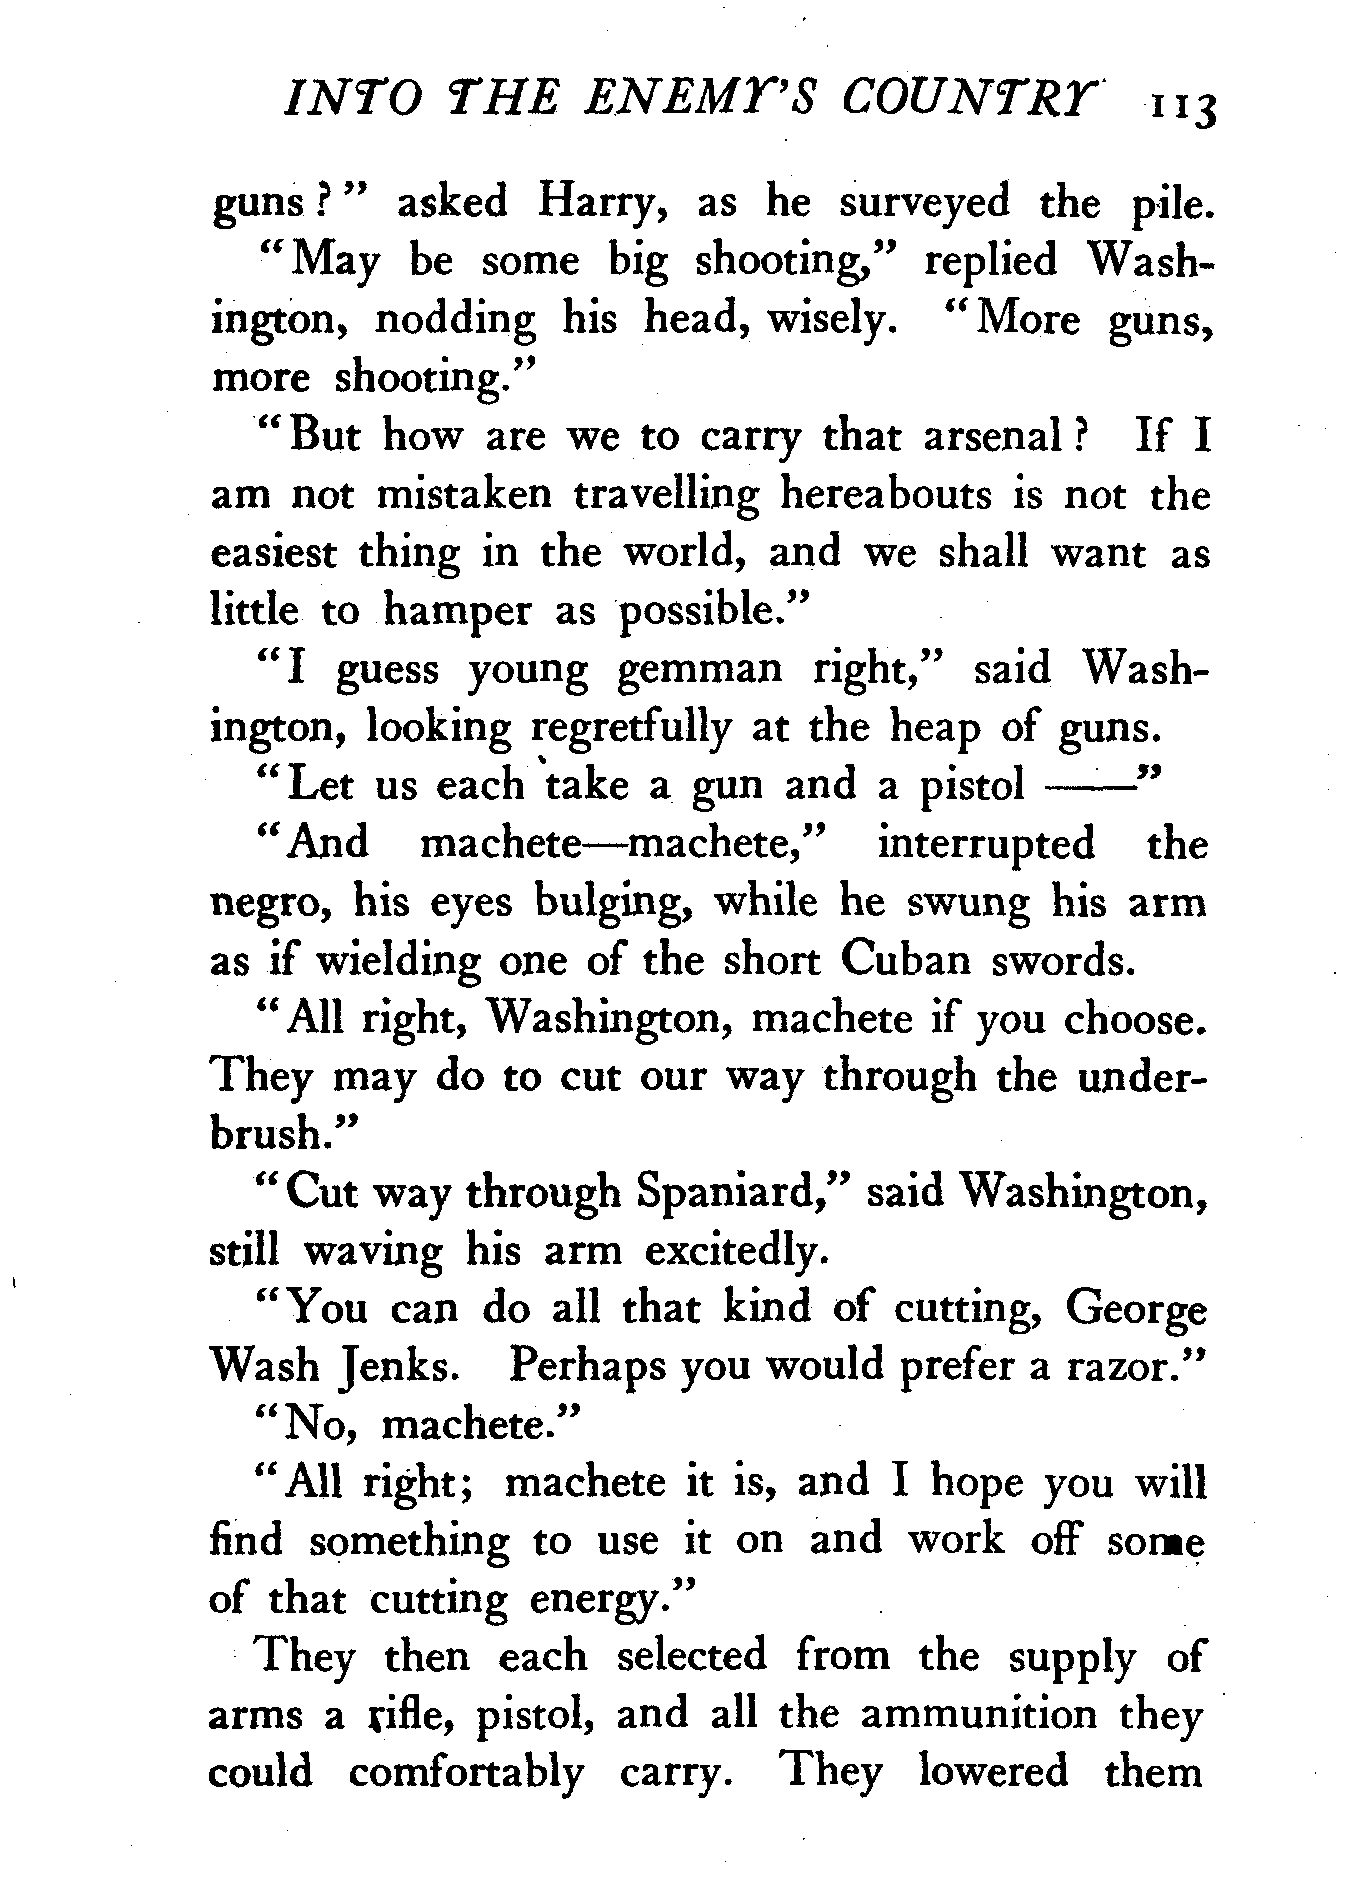 INTO THE ENEMY'S COUNTRY 113
guns?" asked Harry, as he surveyed the pile.
"May be some big shooting," replied Wash-
ington, nodding his head, wisely. "More guns,
more shooting."
"But how are we to carry that arsenal? If I
am not mistaken travelling hereabouts is not the
easiest thing in the world, and we shall want as
little to hamper as possible."
"I guess young gemman right," said Wash-
ington, looking regretfully at the heap of guns.
"Let us each take a gun and a pistol ——"
"And machete—machete," interrupted the
negro, his eyes bulging, while he swung his arm
as if wielding one of the short Cuban swords.
"All right, Washington, machete if you choose.
They may do to cut our way through the under-
brush."
"Cut way through Spaniard," said Washington,
still waving his arm excitedly.
"You can do all that kind of cutting, George
Wash Jenks. Perhaps you would prefer a razor."
"No, machete."
"All right; machete it is, and I hope you will
find something to use it on and work off some
of that cutting energy."
They then each selected from the supply of
arms a rifle, pistol, and all the ammunition they
could comfortably carry. They lowered them